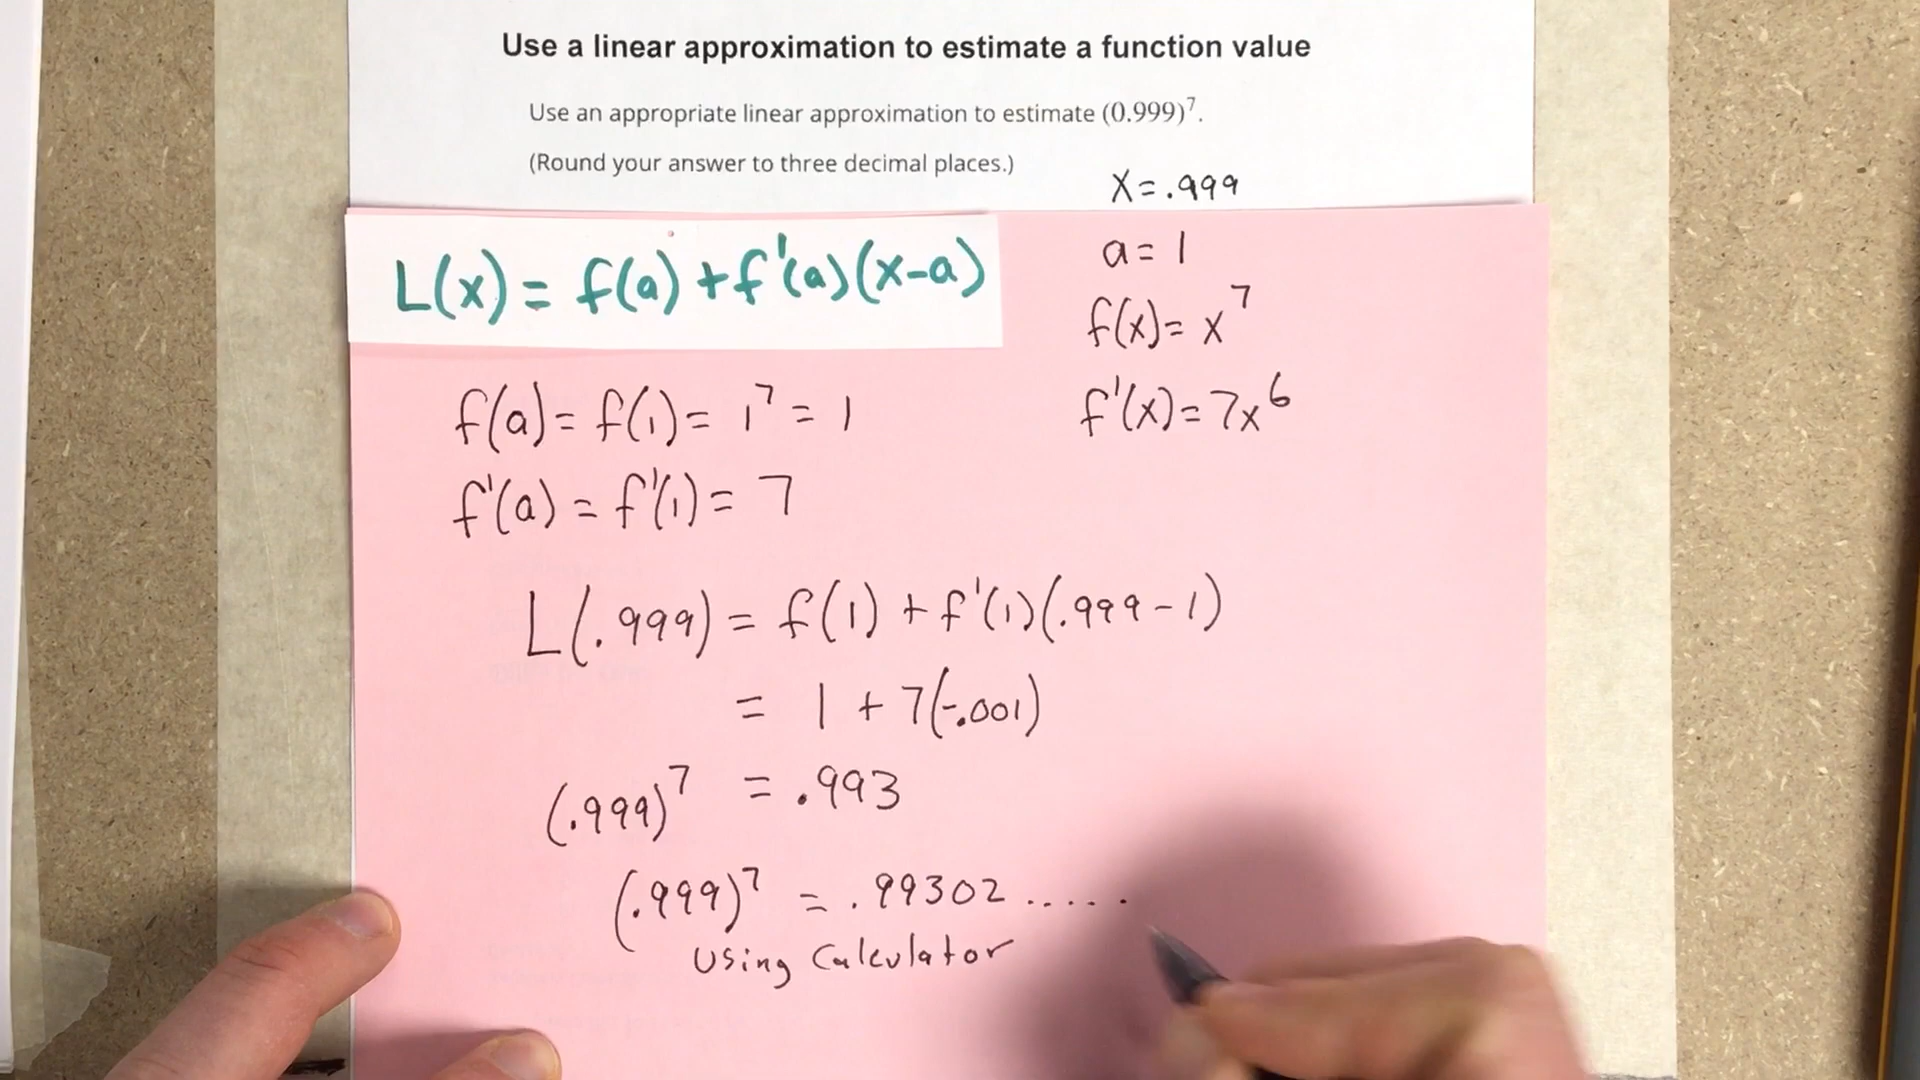 Use a linear approximation to estimate a function value
Use an appropriate linear approximation to estimate (0.999)⁷.
(Round your answer to three decimal places.)
X = .999
L(x) = f(a) + f'(a)(x-a)
a = 1
f(x) = x⁷
f'(x) = 7x⁶
f(a) = f(1) = 1⁷ = 1
f'(a) = f'(1) = 7
L(.999) = f(1) + f'(1)(.999 - 1)
= 1 + 7(-.001)
(.999)⁷ = .993
(.999)⁷ = .99302 .....
Using Calculator